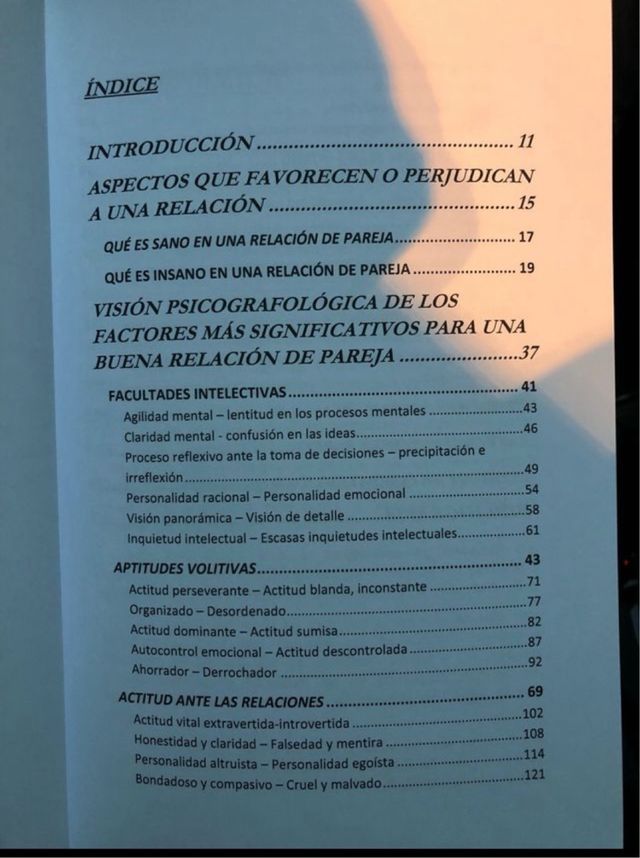 ÍNDICE
INTRODUCCIÓN ............................................. 11
ASPECTOS QUE FAVORECEN O PERJUDICAN
A UNA RELACIÓN ........................................... 15
QUÉ ES SANO EN UNA RELACIÓN DE PAREJA............................ 17
QUÉ ES INSANO EN UNA RELACIÓN DE PAREJA ........................ 19
VISIÓN PSICOGRAFOLÓGICA DE LOS
FACTORES MÁS SIGNIFICATIVOS PARA UNA
BUENA RELACIÓN DE PAREJA .....................37
FACULTADES INTELECTIVAS..................................................... 41
Agilidad mental – lentitud en los procesos mentales .....................43
Claridad mental - confusión en las ideas......................................46
Proceso reflexivo ante la toma de decisiones – precipitación e
irreflexión..............................................................................49
Personalidad racional – Personalidad emocional ..........................54
Visión panorámica – Visión de detalle ........................................58
Inquietud intelectual – Escasas inquietudes intelectuales................61
APTITUDES VOLITIVAS........................................................... 43
Actitud perseverante – Actitud blanda, inconstante ......................71
Organizado – Desordenado.......................................................77
Actitud dominante – Actitud sumisa...........................................82
Autocontrol emocional – Actitud descontrolada...........................87
Ahorrador – Derrochador .........................................................92
ACTITUD ANTE LAS RELACIONES ............................................ 69
Actitud vital extravertida-introvertida ........................................102
Honestidad y claridad – Falsedad y mentira ................................108
Personalidad altruista – Personalidad egoísta ..............................114
Bondadoso y compasivo – Cruel y malvado.................................121